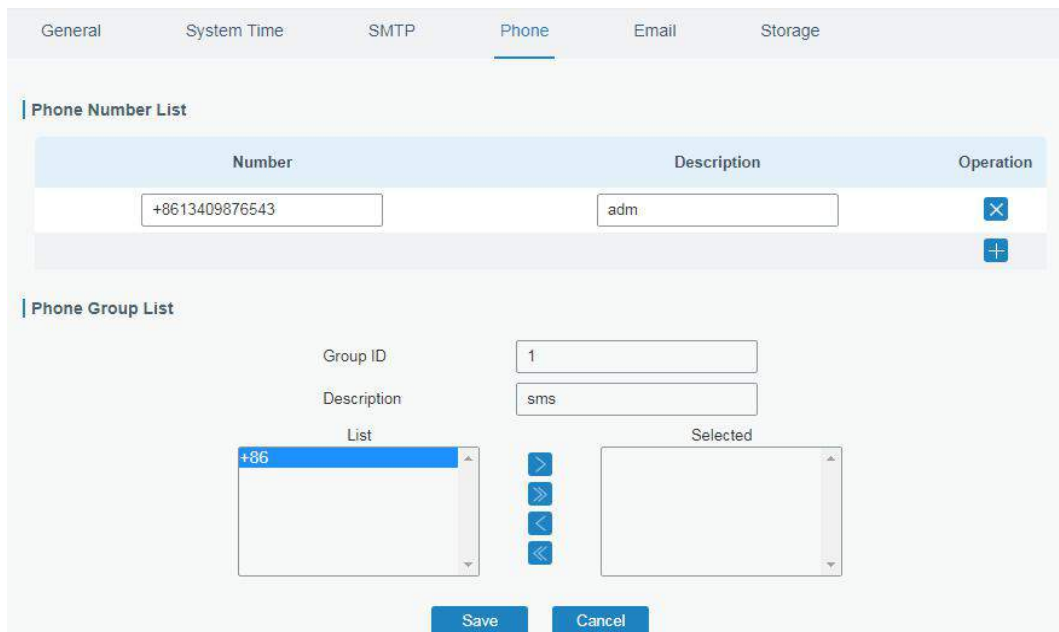 General System Time SMTP Phone Email Storage
Phone Number List
Number Description Operation
+8613409876543 adm
Phone Group List
Group ID 1
Description sms
List Selected
+86
Save Cancel